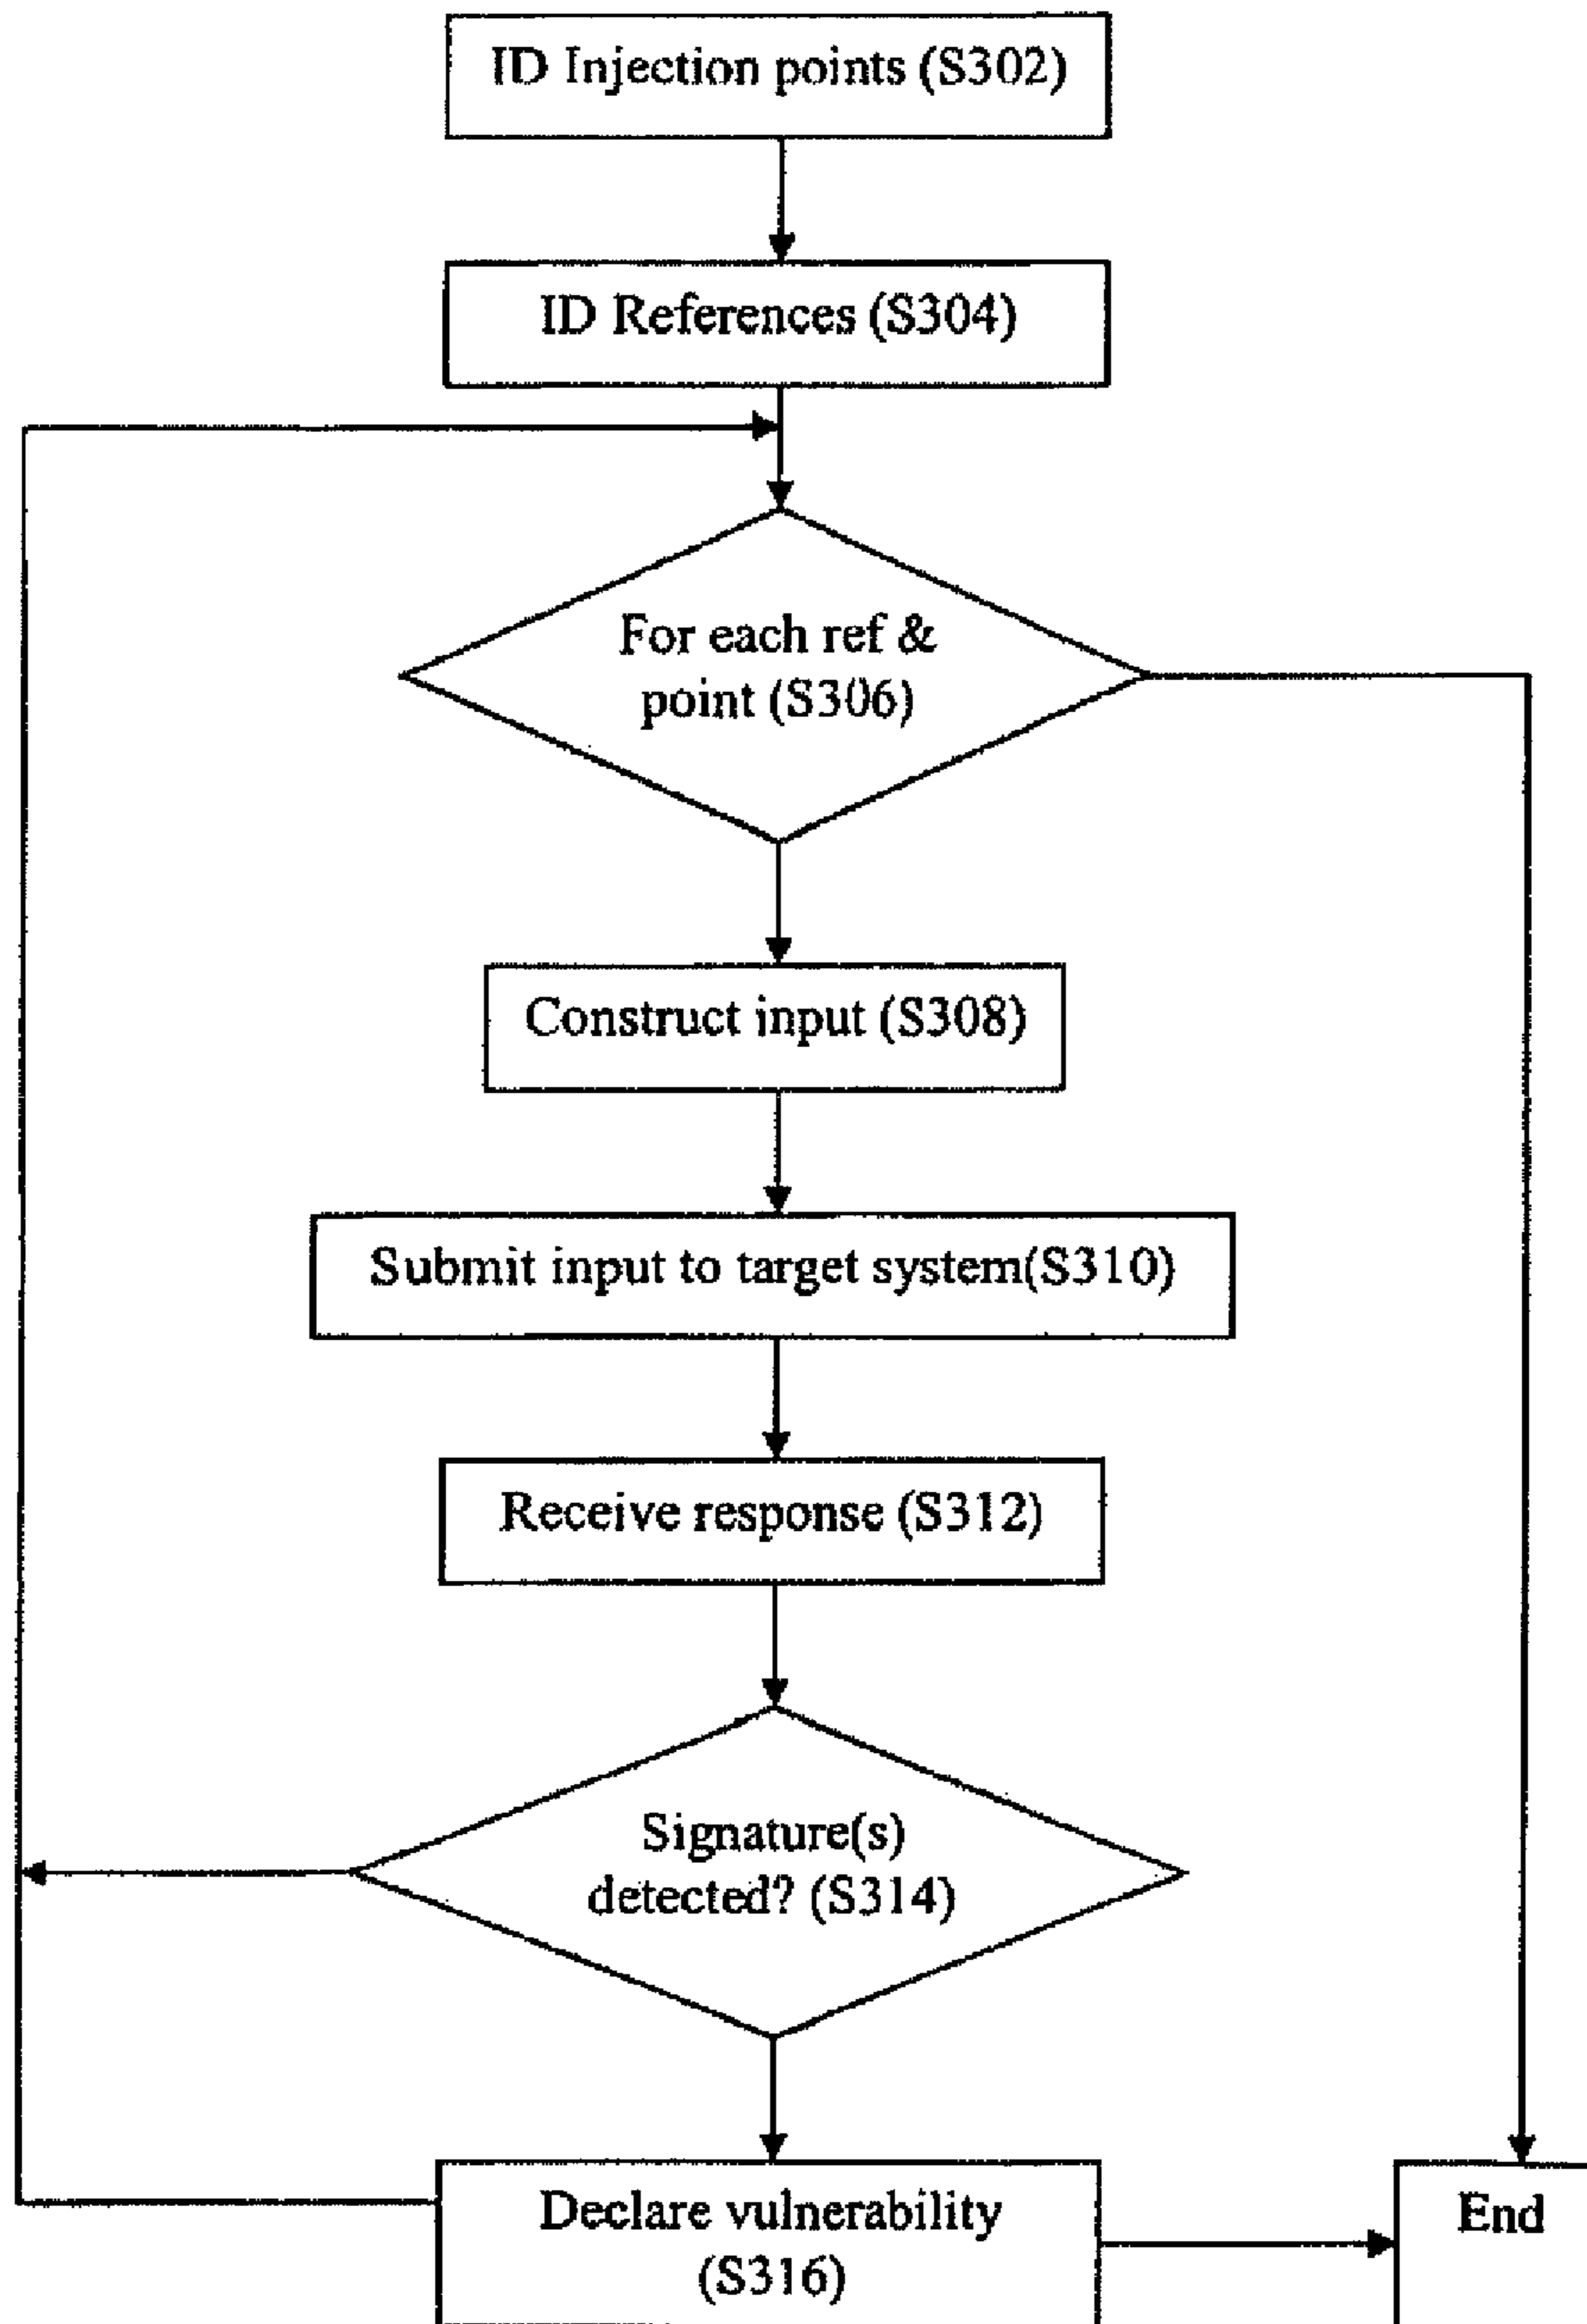 ID Injection points (S302)
ID References (S304)
For each ref &
point (S306)
Construct input (S308)
Submit input to target system(S310)
Receive response (S312)
Signature(s)
detected? (S314)
Declare vulnerability
(S316)
End